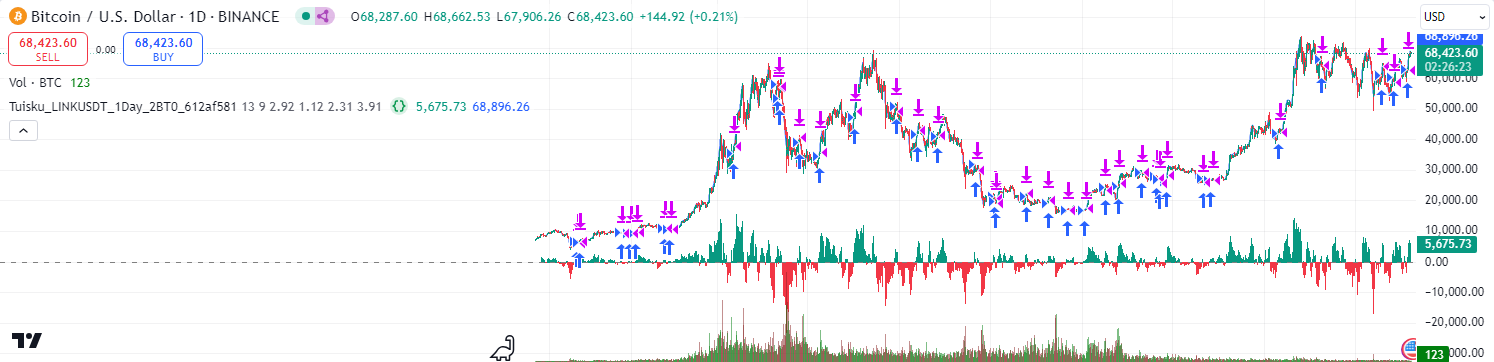 Bitcoin / U.S. Dollar · 1D · BINANCE
O68,287.60 H68,662.53 L67,906.26 C68,423.60 +144.92 (+0.21%)
USD
68,423.60
SELL
0.00
68,423.60
BUY
68,896.26
68,423.60
02:26:23
Vol · BTC 123
60,000.00
Tuisku_LINKUSDT_1Day_2BT0_612af581 13 9 2.92 1.12 2.31 3.91 {} 5,675.73 68,896.26
50,000.00
40,000.00
30,000.00
20,000.00
10,000.00
5,675.73
0.00
−10,000.00
−20,000.00
123